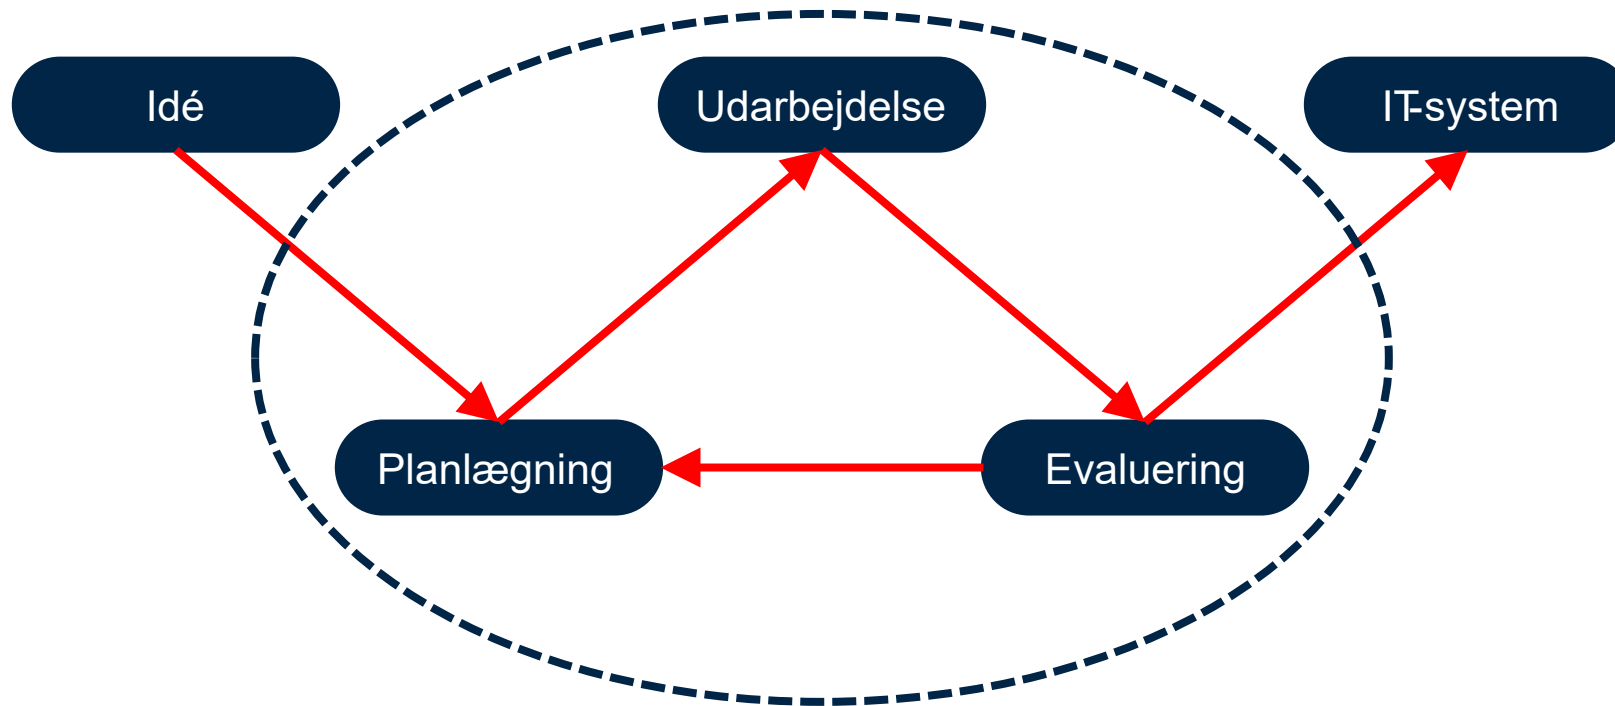 Idé
Udarbejdelse
IT-system
Planlægning
Evaluering